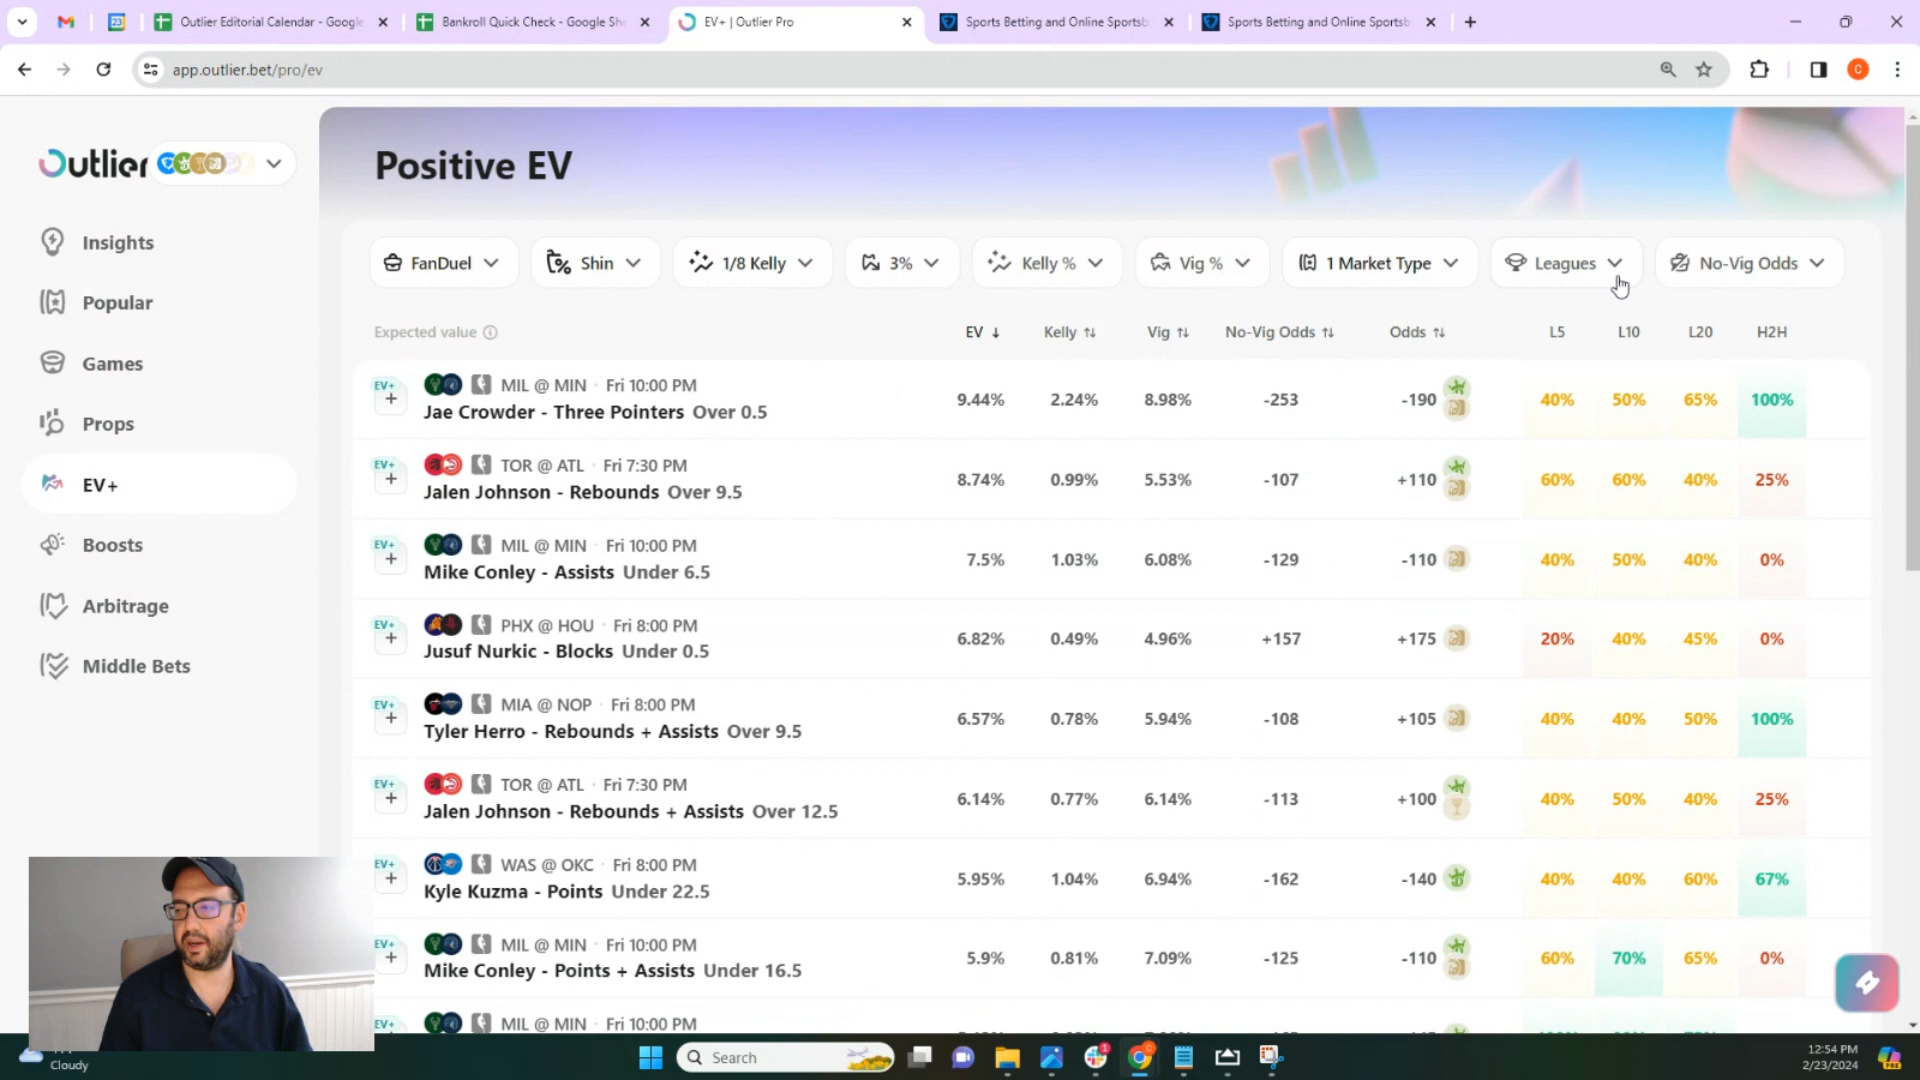 Outlier Editorial Calendar - Google
Bankroll Quick Check - Google She
EV+ | Outlier Pro
Sports Betting and Online Sportsb
Sports Betting and Online Sportsb
app.outlier.bet/pro/ev
C
Outlier
Positive EV
Insights
Popular
Games
Props
EV+
Boosts
Arbitrage
Middle Bets
FanDuel
Shin
1/8 Kelly
3%
Kelly %
Vig %
1 Market Type
Leagues
No-Vig Odds
Expected value EV Kelly Vig No-Vig Odds Odds L5 L10 L20 H2H
EV+ MIL @ MIN · Fri 10:00 PM
Jae Crowder - Three Pointers Over 0.5
9.44% 2.24% 8.98% -253 -190 40% 50% 65% 100%
EV+ TOR @ ATL · Fri 7:30 PM
Jalen Johnson - Rebounds Over 9.5
8.74% 0.99% 5.53% -107 +110 60% 60% 40% 25%
EV+ MIL @ MIN · Fri 10:00 PM
Mike Conley - Assists Under 6.5
7.5% 1.03% 6.08% -129 -110 40% 50% 40% 0%
EV+ PHX @ HOU · Fri 8:00 PM
Jusuf Nurkic - Blocks Under 0.5
6.82% 0.49% 4.96% +157 +175 20% 40% 45% 0%
EV+ MIA @ NOP · Fri 8:00 PM
Tyler Herro - Rebounds + Assists Over 9.5
6.57% 0.78% 5.94% -108 +105 40% 40% 50% 100%
EV+ TOR @ ATL · Fri 7:30 PM
Jalen Johnson - Rebounds + Assists Over 12.5
6.14% 0.77% 6.14% -113 +100 40% 50% 40% 25%
EV+ WAS @ OKC · Fri 8:00 PM
Kyle Kuzma - Points Under 22.5
5.95% 1.04% 6.94% -162 -140 40% 40% 60% 67%
EV+ MIL @ MIN · Fri 10:00 PM
Mike Conley - Points + Assists Under 16.5
5.9% 0.81% 7.09% -125 -110 60% 70% 65% 0%
EV+ MIL @ MIN · Fri 10:00 PM
Cloudy
Search
12:54 PM
2/23/2024